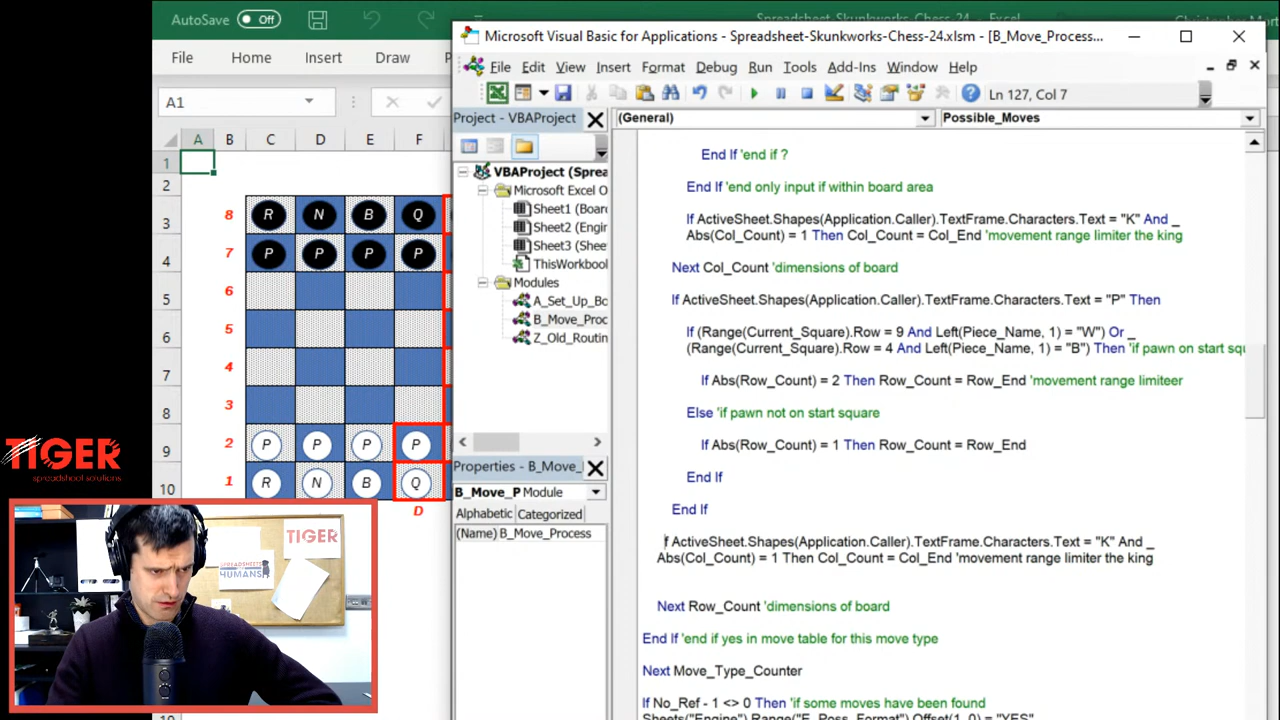 AutoSave Off
Spreadsheet-Skunkworks-Chess-24 - Excel
File Home Insert Draw
A1
A B C D E F
1
2
3 8 R N B Q
4 7 P P P P
5 6
6 5
7 4
8 3
9 2 P P P P
10 1 R N B Q
D
Microsoft Visual Basic for Applications - Spreadsheet-Skunkworks-Chess-24.xlsm - [B_Move_Process...
File Edit View Insert Format Debug Run Tools Add-Ins Window Help
Ln 127, Col 7
Project - VBAProject
VBAProject (Sprea
Microsoft Excel O
Sheet1 (Boar
Sheet2 (Engir
Sheet3 (Shee
ThisWorkbool
Modules
A_Set_Up_Bc
B_Move_Proc
Z_Old_Routin
Properties - B_Move_
B_Move_P Module
Alphabetic Categorized
(Name) B_Move_Process
(General) Possible_Moves
End If 'end if ?
End If 'end only input if within board area
If ActiveSheet.Shapes(Application.Caller).TextFrame.Characters.Text = "K" And _
Abs(Col_Count) = 1 Then Col_Count = Col_End 'movement range limiter the king
Next Col_Count 'dimensions of board
If ActiveSheet.Shapes(Application.Caller).TextFrame.Characters.Text = "P" Then
If (Range(Current_Square).Row = 9 And Left(Piece_Name, 1) = "W") Or _
(Range(Current_Square).Row = 4 And Left(Piece_Name, 1) = "B") Then 'if pawn on start squ
If Abs(Row_Count) = 2 Then Row_Count = Row_End 'movement range limiteer
Else 'if pawn not on start square
If Abs(Row_Count) = 1 Then Row_Count = Row_End
End If
End If
If ActiveSheet.Shapes(Application.Caller).TextFrame.Characters.Text = "K" And _
Abs(Col_Count) = 1 Then Col_Count = Col_End 'movement range limiter the king
Next Row_Count 'dimensions of board
End If 'end if yes in move table for this move type
Next Move_Type_Counter
If No_Ref - 1 <> 0 Then 'if some moves have been found
Sheets("Engine").Range("E_Poss_Format").Offset(1, 0) = "YES"
TIGER
spreadsheet solutions
TIGER
SPREADSHEETS
HUMANS